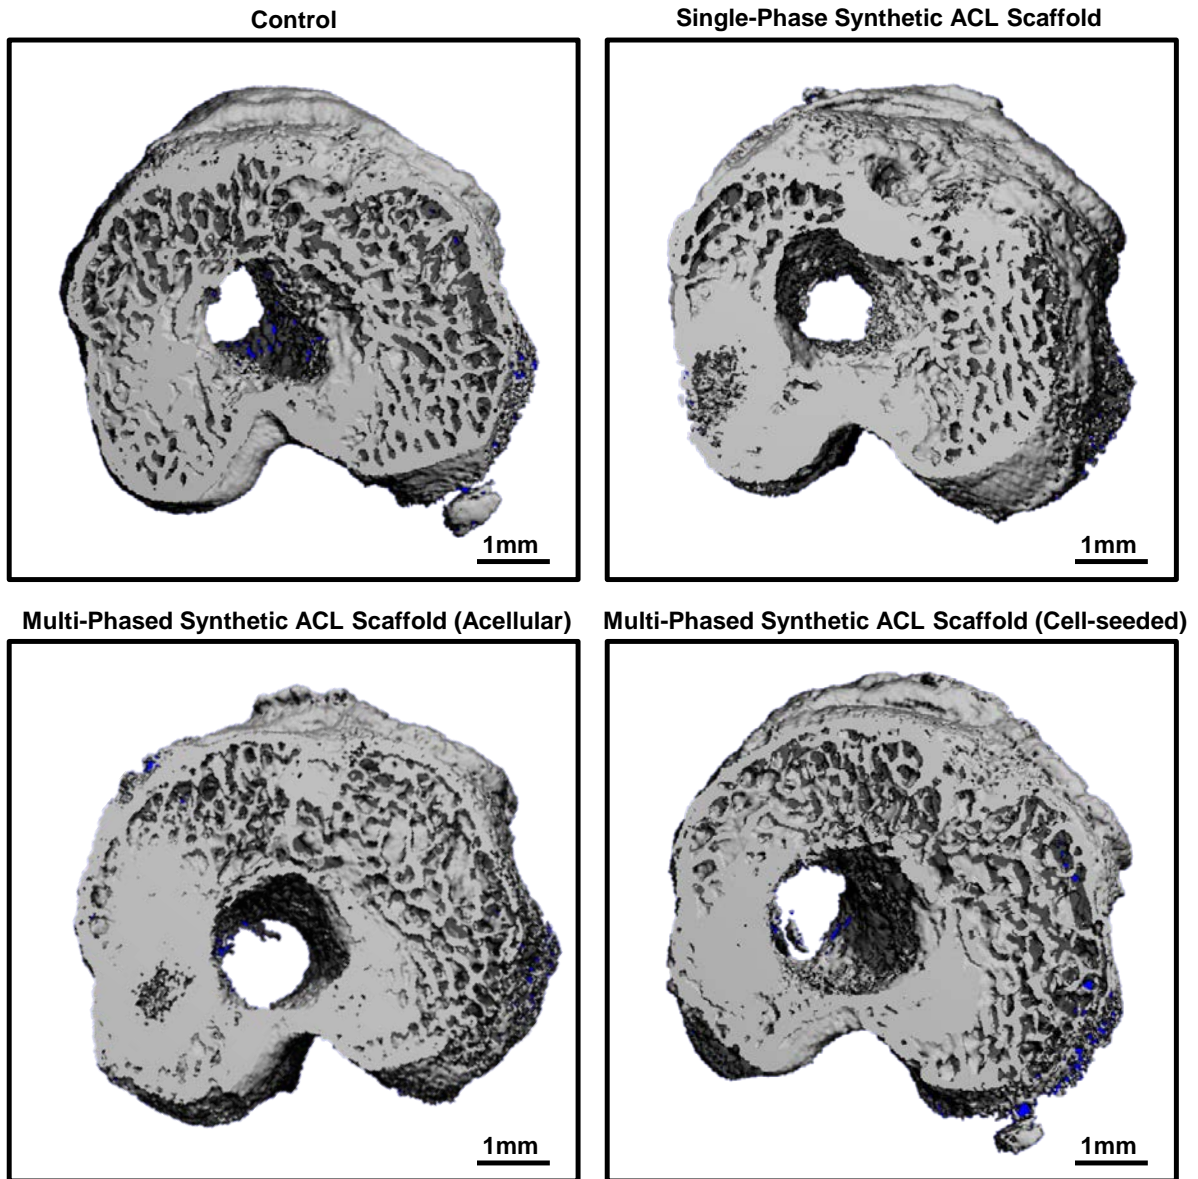 Control
Single-Phase Synthetic ACL Scaffold
1mm
1mm
Multi-Phased Synthetic ACL Scaffold (Acellular)
Multi-Phased Synthetic ACL Scaffold (Cell-seeded)
1mm
1mm